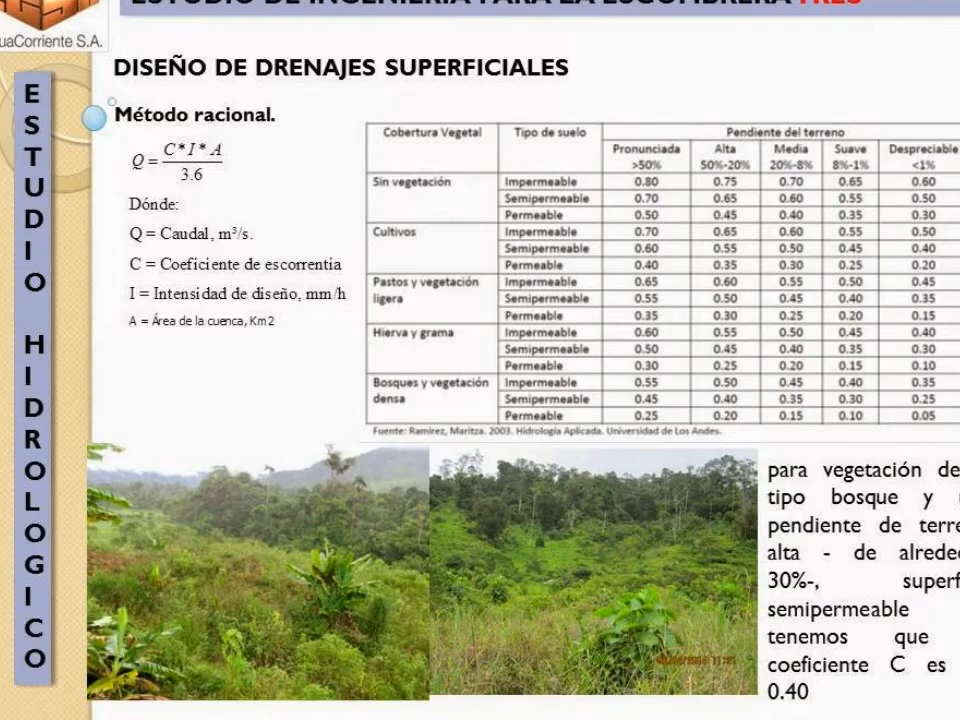 ESTUDIO DE INGENIERIA PARA LA ESCOMBRERA TRES
uaCorriente S.A.
ESTUDIO HIDROLOGICO
DISEÑO DE DRENAJES SUPERFICIALES
Método racional.
Q = C * I * A / 3.6
Dónde:
Q = Caudal, m³/s.
C = Coeficiente de escorrentia
I = Intensidad de diseño, mm/h
A = Área de la cuenca, Km2
Cobertura Vegetal Tipo de suelo Pendiente del terreno
Pronunciada Alta Media Suave Despreciable
>50% 50%-20% 20%-8% 8%-1% <1%
Sin vegetación Impermeable 0.80 0.75 0.70 0.65 0.60
Semipermeable 0.70 0.65 0.60 0.55 0.50
Permeable 0.50 0.45 0.40 0.35 0.30
Cultivos Impermeable 0.70 0.65 0.60 0.55 0.50
Semipermeable 0.60 0.55 0.50 0.45 0.40
Permeable 0.40 0.35 0.30 0.25 0.20
Pastos y vegetación Impermeable 0.65 0.60 0.55 0.50 0.45
ligera Semipermeable 0.55 0.50 0.45 0.40 0.35
Permeable 0.35 0.30 0.25 0.20 0.15
Hierva y grama Impermeable 0.60 0.55 0.50 0.45 0.40
Semipermeable 0.50 0.45 0.40 0.35 0.30
Permeable 0.30 0.25 0.20 0.15 0.10
Bosques y vegetación Impermeable 0.55 0.50 0.45 0.40 0.35
densa Semipermeable 0.45 0.40 0.35 0.30 0.25
Permeable 0.25 0.20 0.15 0.10 0.05
Fuente: Ramírez, Maritza. 2003. Hidrología Aplicada. Universidad de Los Andes.
para vegetación de
tipo bosque y
pendiente de terre
alta - de alreded
30%-, superf
semipermeable
tenemos que
coeficiente C es
0.40